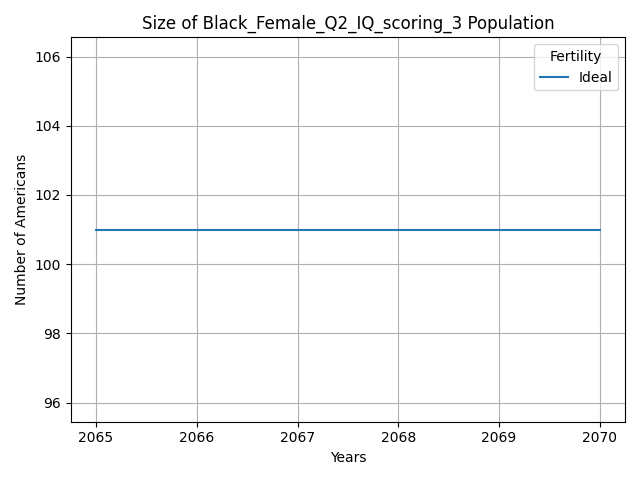 Size of Black_Female_Q2_IQ_scoring_3 Population
Fertility
Ideal
Number of Americans
106
104
102
100
98
96
2065 2066 2067 2068 2069 2070
Years